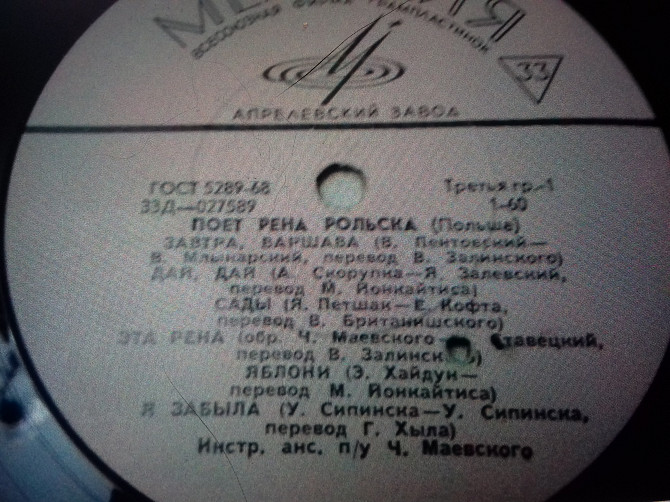 МЕЛОДИЯ
ВСЕСОЮЗНАЯ ФИРМА ГРАМПЛАСТИНОК
33
АПРЕЛЕВСКИЙ ЗАВОД
ГОСТ 5289-68 Третья гр.-1
33Д—027589 1-60
ПОЕТ РЕНА РОЛЬСКА (Польша)
ЗАВТРА, ВАРШАВА (В. Пентовский—
В. Млынарский, перевод В. Залинского)
ДАЙ, ДАЙ (А. Скорупка—Я. Залевский,
перевод М. Йонкайтиса)
САДЫ (Я. Петшак—Е. Кофта,
перевод В. Британишского)
ЭТА РЕНА (обр. Ч. Маевского — Ставецкий,
перевод В. Залинск )
ЯБЛОНИ (Э. Хайдун—
перевод М. Йонкайтиса)
Я ЗАБЫЛА (У. Сипинска—У. Сипинска,
перевод Г. Хыла)
Инстр. анс. п/у Ч. Маевского